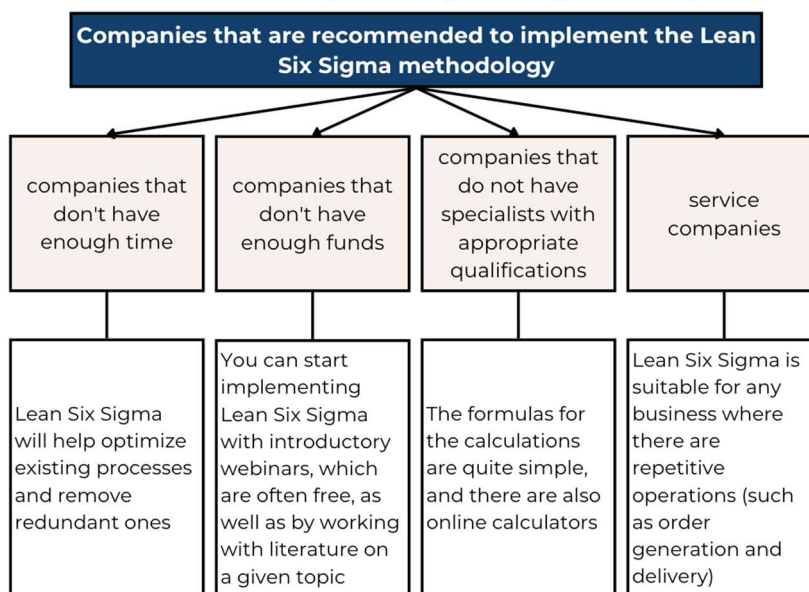 Companies that are recommended to implement the Lean
Six Sigma methodology
companies that
don't have
enough time
companies that
don't have
enough funds
companies that
do not have
specialists with
appropriate
qualifications
service
companies
Lean Six Sigma
will help optimize
existing processes
and remove
redundant ones
You can start
implementing
Lean Six Sigma
with introductory
webinars, which
are often free, as
well as by working
with literature on
a given topic
The formulas for
the calculations
are quite simple,
and there are also
online calculators
Lean Six Sigma is
suitable for any
business where
there are
repetitive
operations (such
as order
generation and
delivery)